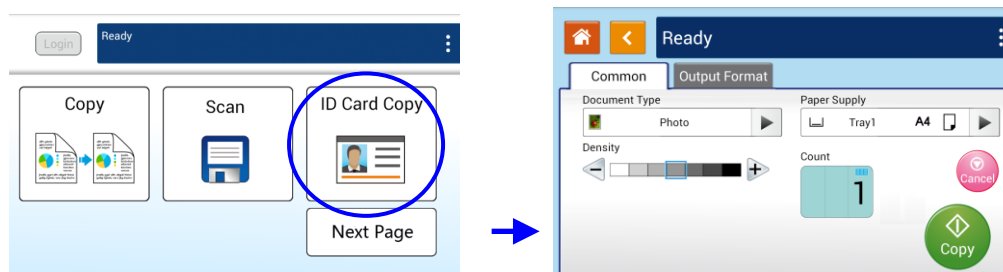 Login
Ready
Copy
Scan
ID Card Copy
Next Page
Ready
Common
Output Format
Document Type
Photo
Density
Paper Supply
Tray1
A4
Count
1
Cancel
Copy